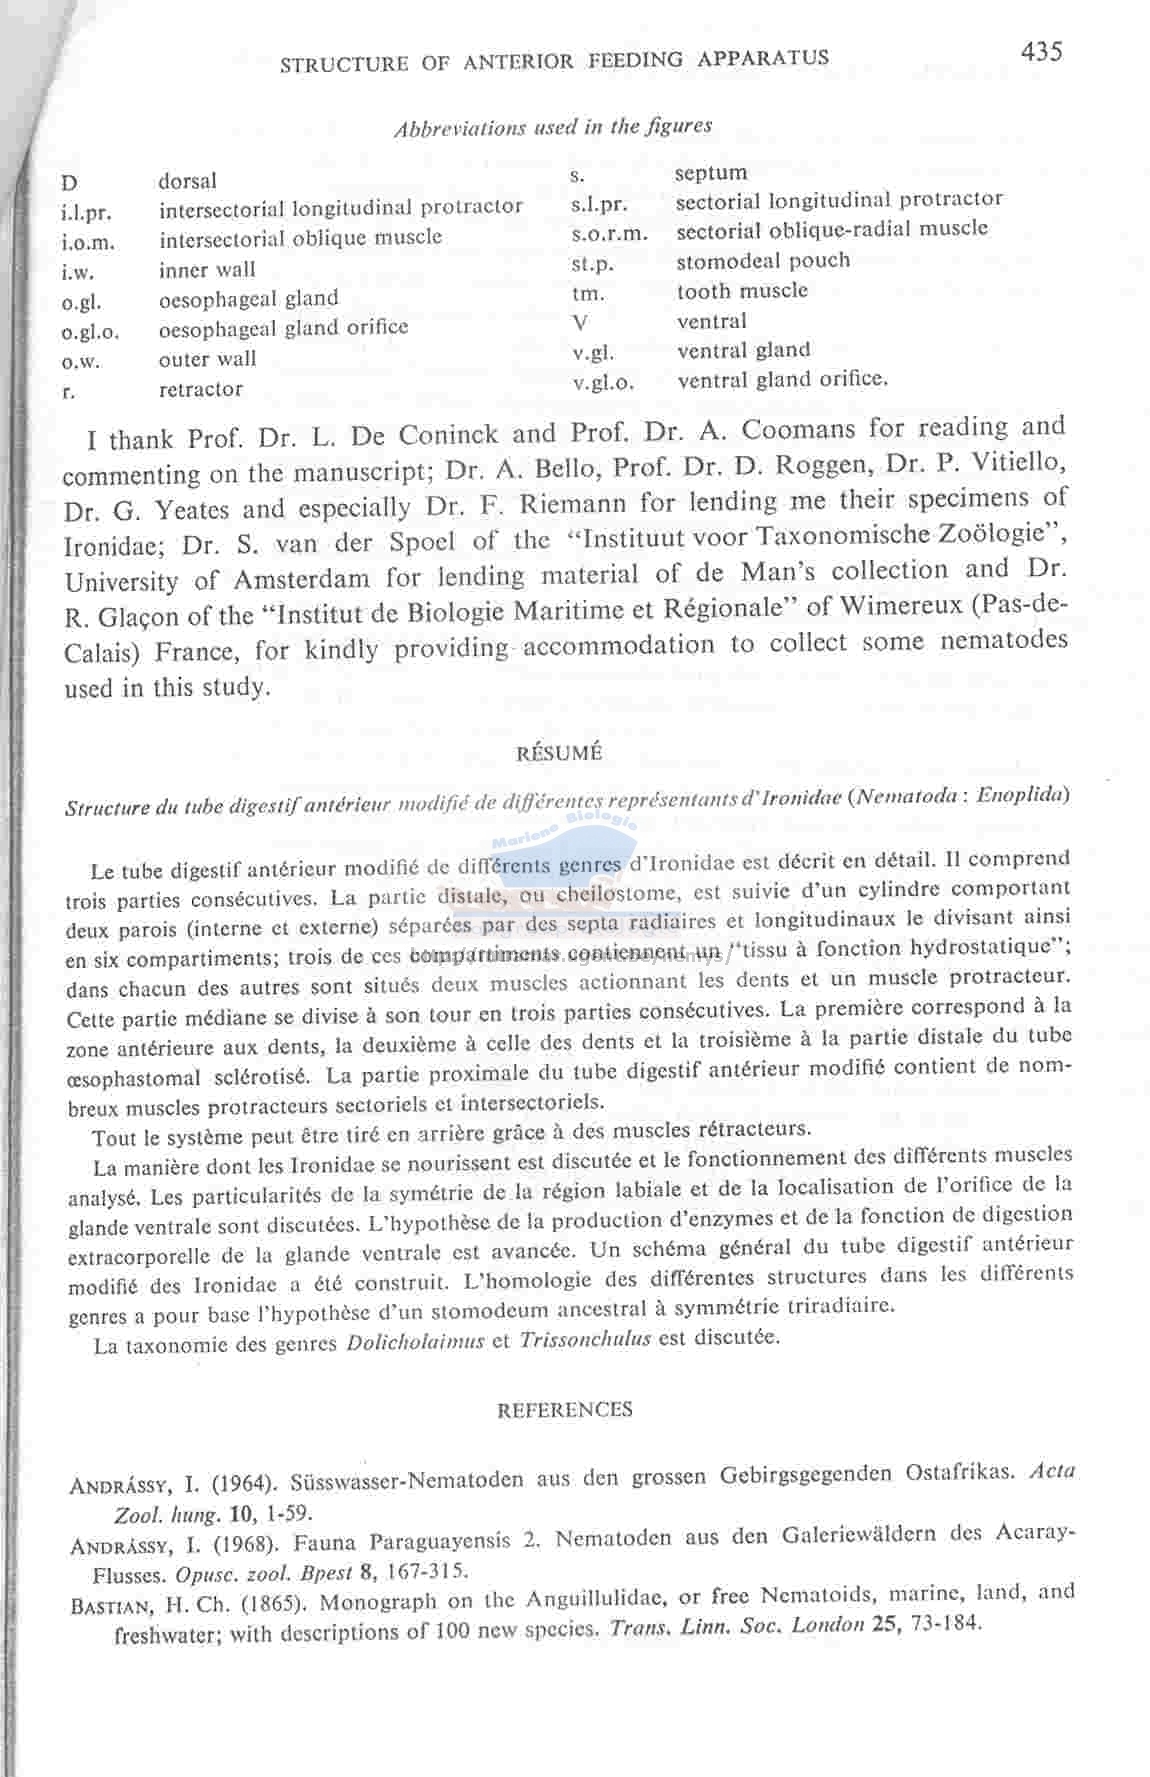 STRUCTURE OF ANTERIOR FEEDING APPARATUS 435
Abbreviations used in the figures
D dorsal s. septum
i.l.pr. intersectorial longitudinal protractor s.l.pr. sectorial longitudinal protractor
i.o.m. intersectorial oblique muscle s.o.r.m. sectorial oblique-radial muscle
i.w. inner wall st.p. stomodeal pouch
o.gl. oesophageal gland tm. tooth muscle
o.gl.o. oesophageal gland orifice V ventral
o.w. outer wall v.gl. ventral gland
r. retractor v.gl.o. ventral gland orifice.
I thank Prof. Dr. L. De Coninck and Prof. Dr. A. Coomans for reading and
commenting on the manuscript; Dr. A. Bello, Prof. Dr. D. Roggen, Dr. P. Vitiello,
Dr. G. Yeates and especially Dr. F. Riemann for lending me their specimens of
Ironidae; Dr. S. van der Spoel of the “Instituut voor Taxonomische Zoölogie”,
University of Amsterdam for lending material of de Man’s collection and Dr.
R. Glaçon of the “Institut de Biologie Maritime et Régionale” of Wimereux (Pas-de-
Calais) France, for kindly providing accommodation to collect some nematodes
used in this study.
RÉSUMÉ
Structure du tube digestif antérieur modifié de différentes représentants d’Ironidae (Nematoda : Enoplida)
Mariene Biologie
Le tube digestif antérieur modifié de différents genres d’Ironidae est décrit en détail. Il comprend
trois parties consécutives. La partie distale, ou cheilostome, est suivie d’un cylindre comportant
deux parois (interne et externe) séparées par des septa radiaires et longitudinaux le divisant ainsi
en six compartiments; trois de ces compartiments contiennent un “tissu à fonction hydrostatique”;
dans chacun des autres sont situés deux muscles actionnant les dents et un muscle protracteur.
Cette partie médiane se divise à son tour en trois parties consécutives. La première correspond à la
zone antérieure aux dents, la deuxième à celle des dents et la troisième à la partie distale du tube
œsophastomal sclérotisé. La partie proximale du tube digestif antérieur modifié contient de nom-
breux muscles protracteurs sectoriels et intersectoriels.
Tout le système peut être tiré en arrière grâce à des muscles rétracteurs.
La manière dont les Ironidae se nourissent est discutée et le fonctionnement des différents muscles
analysé. Les particularités de la symétrie de la région labiale et de la localisation de l’orifice de la
glande ventrale sont discutées. L’hypothèse de la production d’enzymes et de la fonction de digestion
extracorporelle de la glande ventrale est avancée. Un schéma général du tube digestif antérieur
modifié des Ironidae a été construit. L’homologie des différentes structures dans les différents
genres a pour base l’hypothèse d’un stomodeum ancestral à symmétrie triradiaire.
La taxonomie des genres Dolicholaimus et Trissonchulus est discutée.
REFERENCES
ANDRÁSSY, I. (1964). Süsswasser-Nematoden aus den grossen Gebirgsgegenden Ostafrikas. Acta
Zool. hung. 10, 1-59.
ANDRÁSSY, I. (1968). Fauna Paraguayensis 2. Nematoden aus den Galeriewäldern des Acaray-
Flusses. Opusc. zool. Bpest 8, 167-315.
BASTIAN, H. Ch. (1865). Monograph on the Anguillulidae, or free Nematoids, marine, land, and
freshwater; with descriptions of 100 new species. Trans. Linn. Soc. London 25, 73-184.